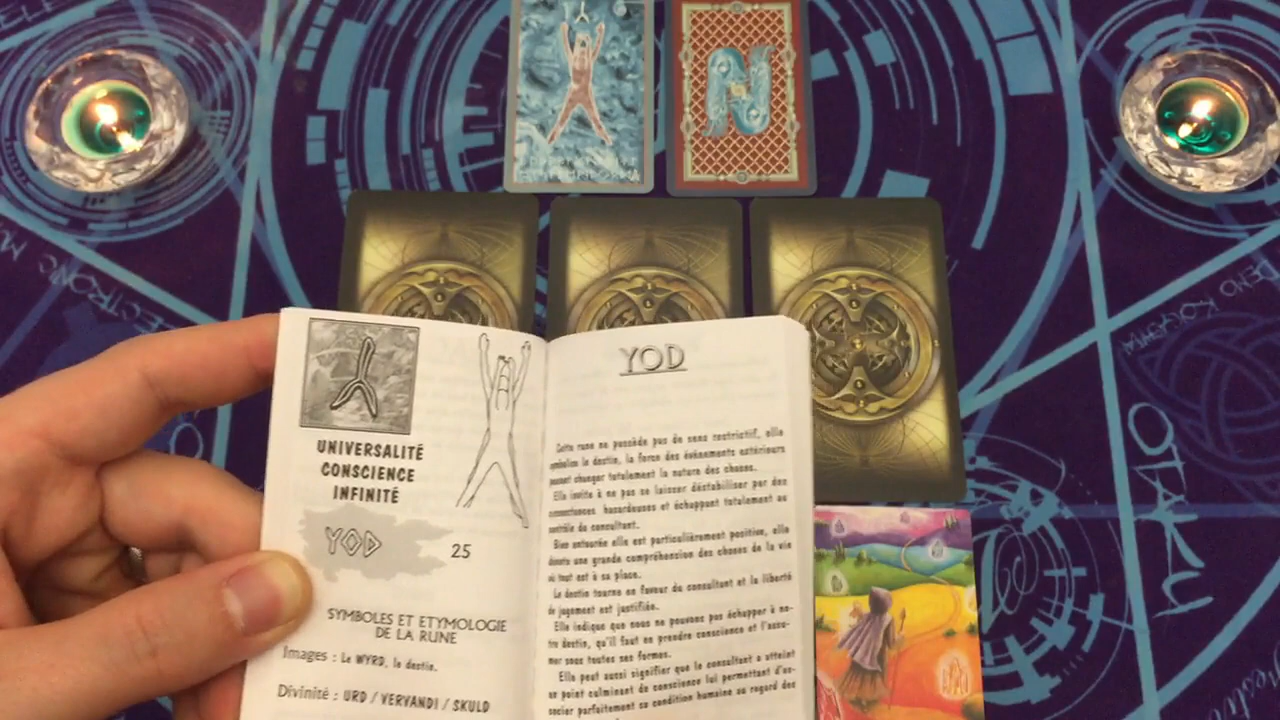 UNIVERSALITÉ
CONSCIENCE
INFINITÉ
YOD
25
SYMBOLES ET ETYMOLOGIE
DE LA RUNE
Images : Le WYRD, le destin.
Divinité : URD / VERVANDI / SKULD
YOD
Cette rune ne possède pas de sens restrictif, elle
symbolise le destin, la force des événements extérieurs
pouvant changer totalement la nature des choses.
Elle invite à ne pas se laisser déstabiliser par des
circonstances hasardeuses et échappant totalement au
contrôle du consultant.
Bien entourée elle est particulièrement positive, elle
donne une grande compréhension des choses de la vie
où tout est à sa place.
Le destin tourne en faveur du consultant et la liberté
de jugement est justifiée.
Elle indique que nous ne pouvons pas échapper à no-
tre destin, qu'il faut en prendre conscience et l'assu-
mer sous toutes ses formes.
Elle peut aussi signifier que le consultant a atteint
un point culminant de conscience lui permettant d'as-
socier parfaitement sa condition humaine au regard des
OTAKU